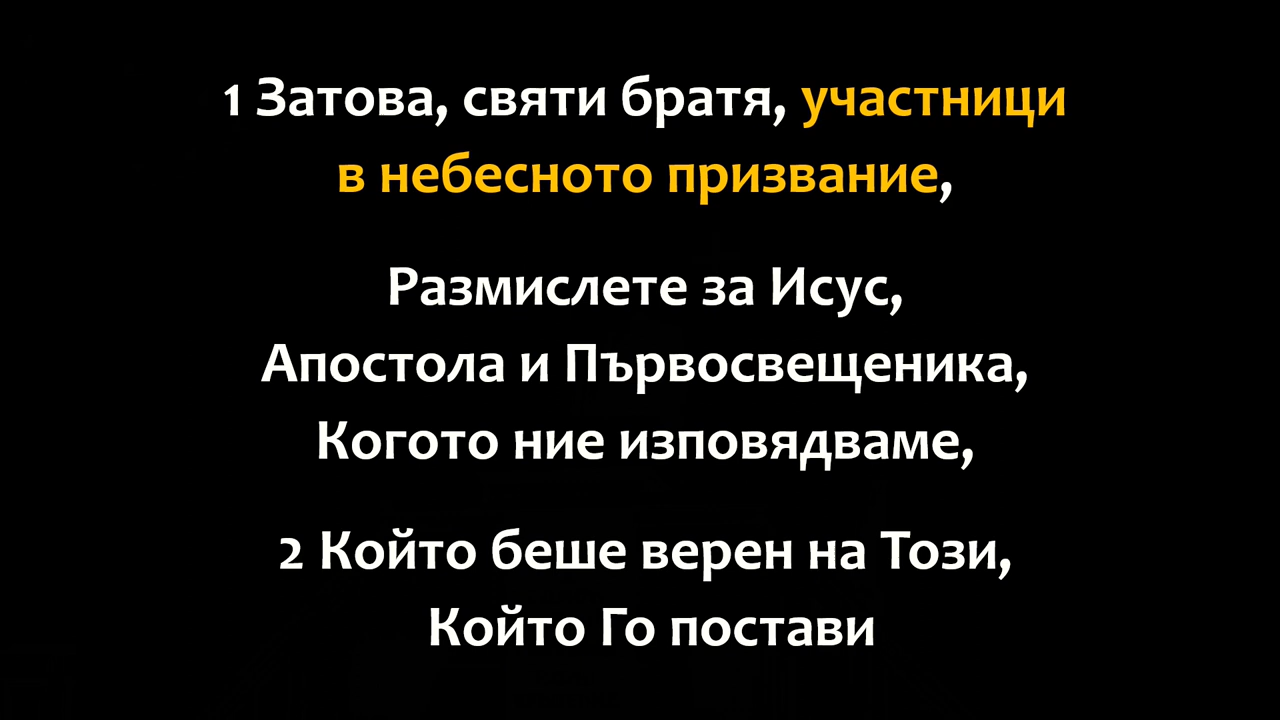 1 Затова, святи братя, участници
в небесното призвание,
Размислете за Исус,
Апостола и Първосвещеника,
Когото ние изповядваме,
2 Който беше верен на Този,
Който Го постави